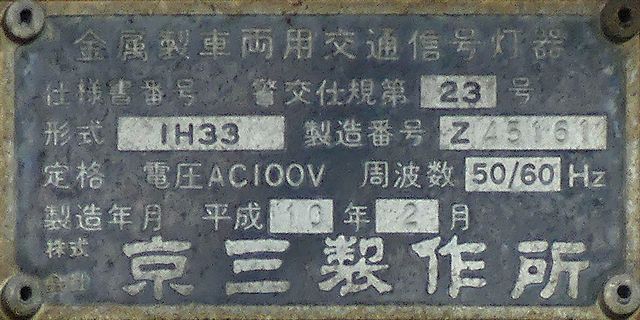 金属製車両用交通信号灯器
仕様書番号 警交仕規第 23 号
形式 1H33 製造番号 Z45161
定格 電圧AC100V 周波数 50/60 Hz
製造年月 平成 10 年 2 月
株式会社 京三製作所